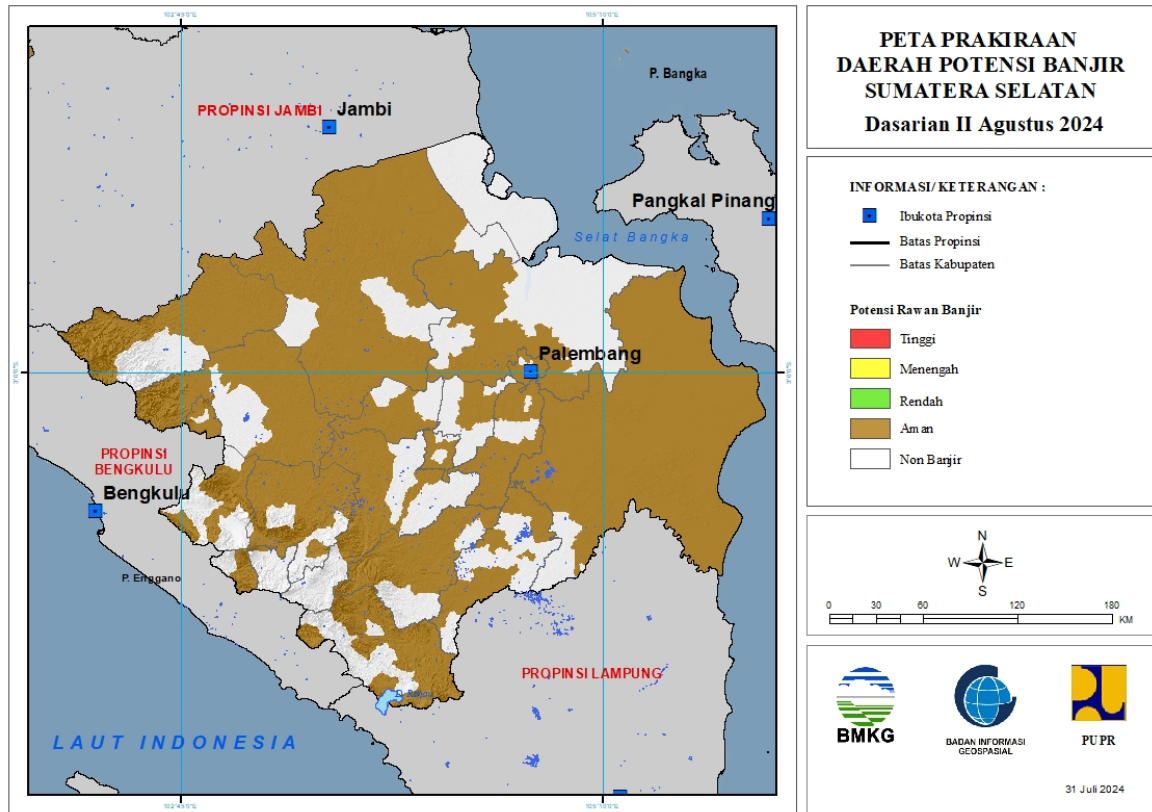 PETA PRAKIRAAN
DAERAH POTENSI BANJIR
SUMATERA SELATAN
Dasarian II Agustus 2024
INFORMASI/ KETERANGAN :
Ibukota Propinsi
Batas Propinsi
Batas Kabupaten
Potensi Rawan Banjir
Tinggi
Menengah
Rendah
Aman
Non Banjir
N
W E
S
0 30 60 120 180
KM
BMKG
BADAN INFORMASI
GEOSPASIAL
PUPR
31 Juli 2024
P. Bangka
PROPINSI JAMBI
Jambi
Pangkal Pinang
Selat Bangka
Palembang
PROPINSI
BENGKULU
Bengkulu
P. Enggano
PROPINSI LAMPUNG
D. Ranau
LAUT INDONESIA